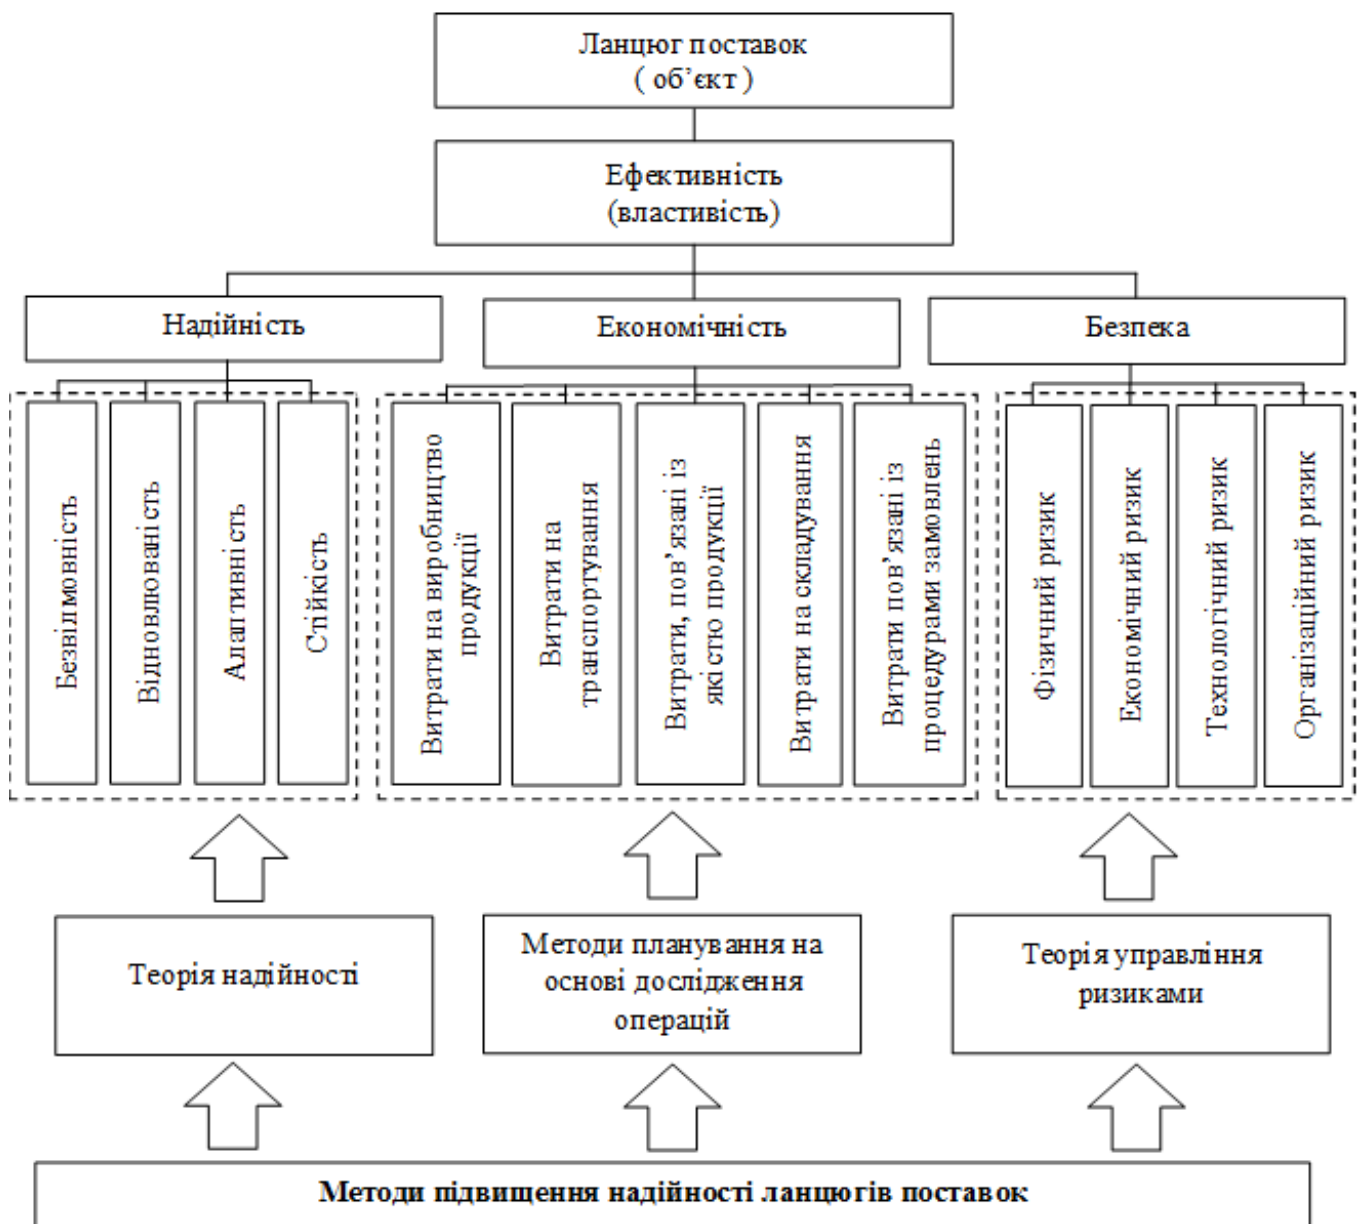 Ланцюг поставок
( об’єкт )
Ефективність
(властивість)
Надійність
Економічність
Безпека
Безвідмовність
Відновлюваність
Адаптивність
Стійкість
Витрати на виробництво
продукції
Витрати на
транспортування
Витрати, пов’язані із
якістю продукції
Витрати на складування
Витрати пов’язані із
процедурами замовлень
Фізичний ризик
Економічний ризик
Технологічний ризик
Організаційний ризик
Теорія надійності
Методи планування на
основі дослідження
операцій
Теорія управління
ризиками
Методи підвищення надійності ланцюгів поставок